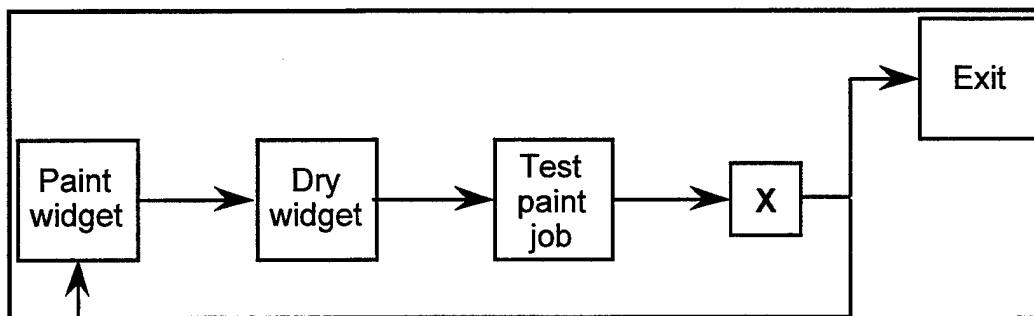 Exit
Paint
widget
Dry
widget
Test
paint
job
X